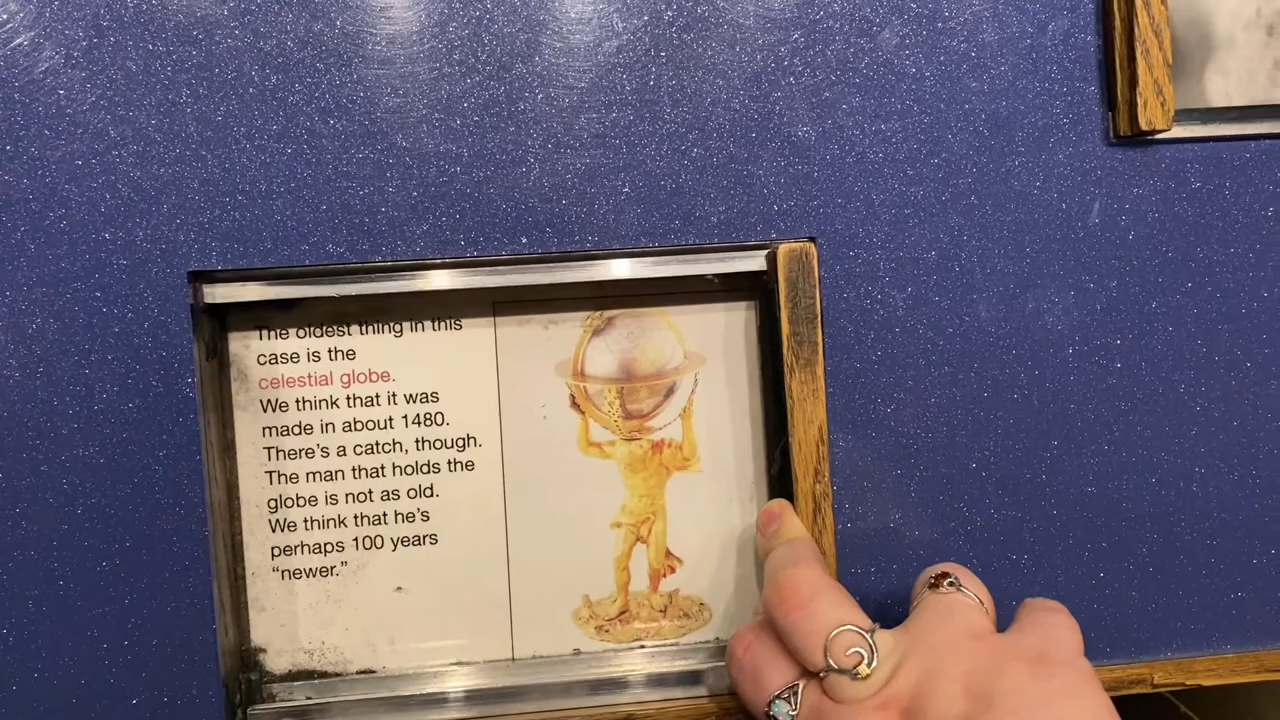 The oldest thing in this
case is the
celestial globe.
We think that it was
made in about 1480.
There's a catch, though.
The man that holds the
globe is not as old.
We think that he's
perhaps 100 years
"newer."